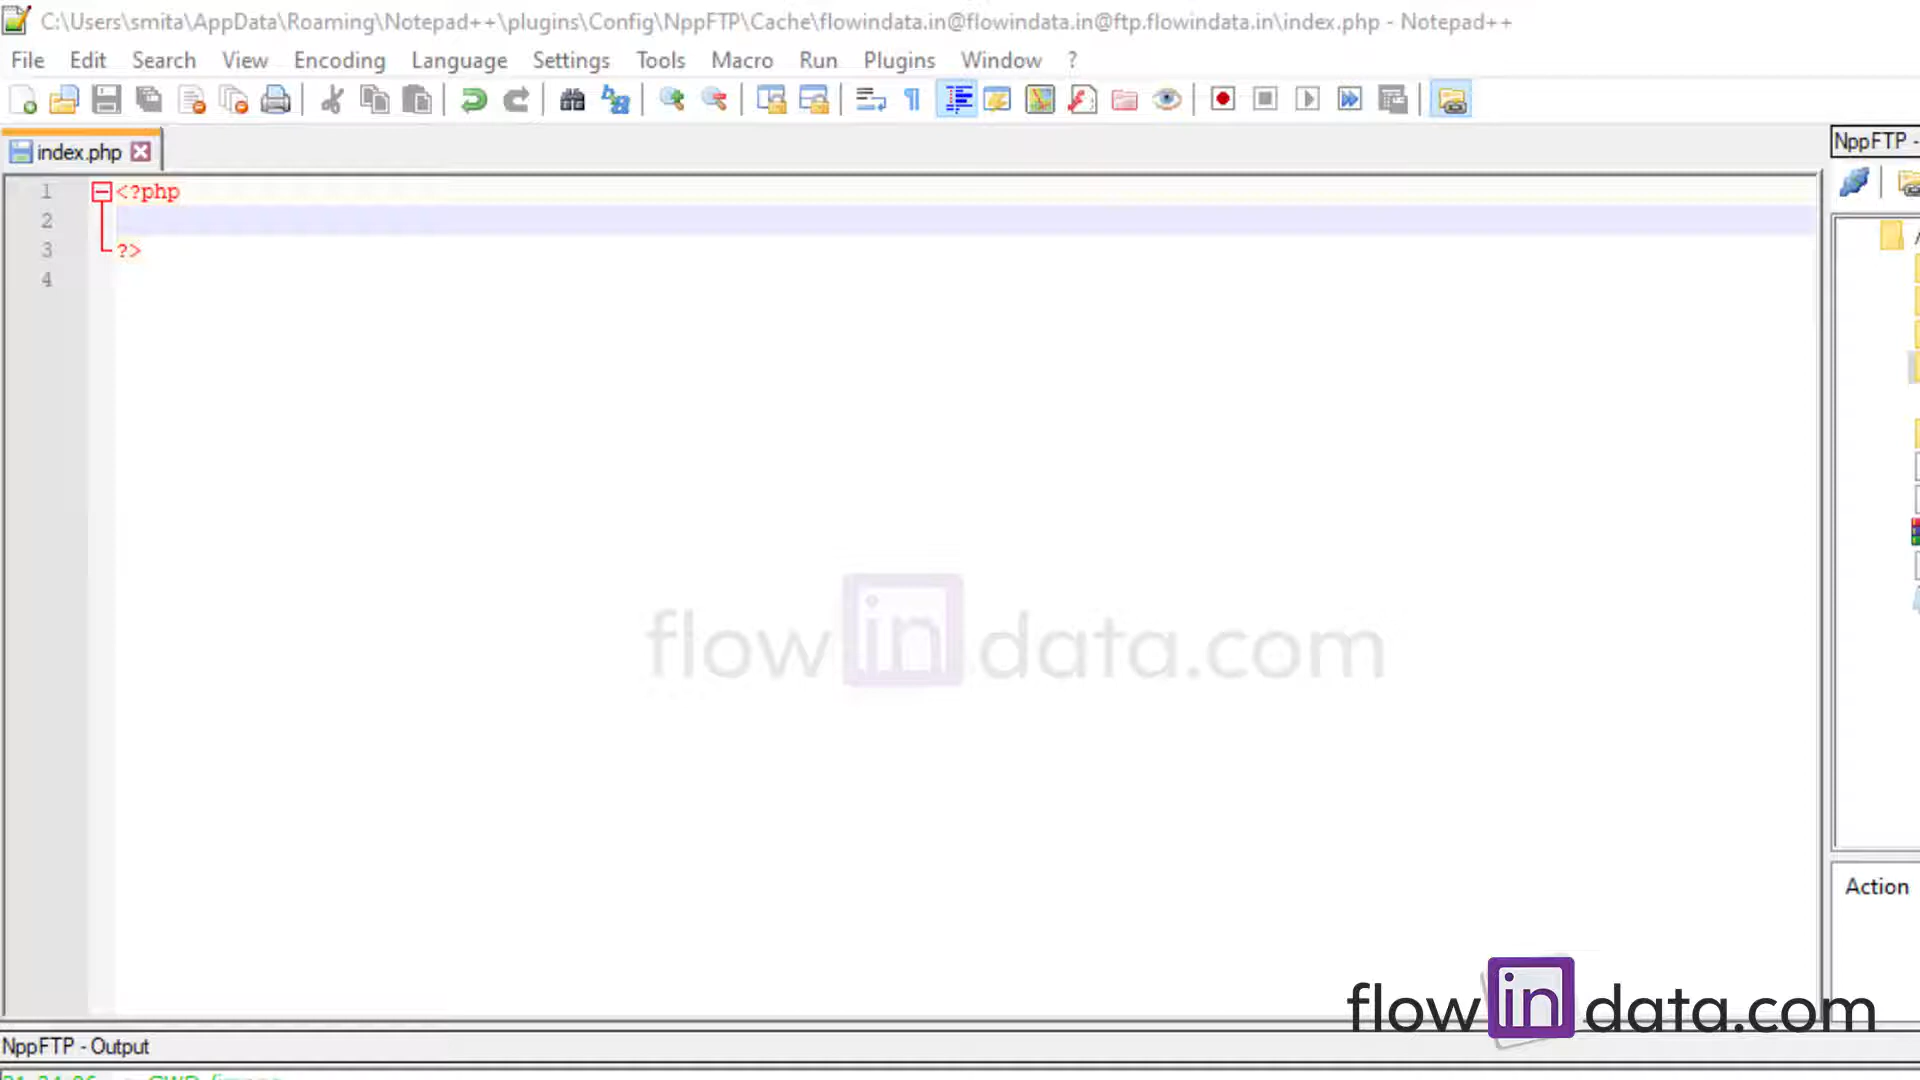 C:\Users\smita\AppData\Roaming\Notepad++\plugins\Config\NppFTP\Cache\flowindata.in@flowindata.in@ftp.flowindata.in\index.php - Notepad++
File Edit Search View Encoding Language Settings Tools Macro Run Plugins Window ?
index.php
NppFTP -
1 <?php
2
3 ?>
4
flow in data.com
Action
flow in data.com
NppFTP - Output